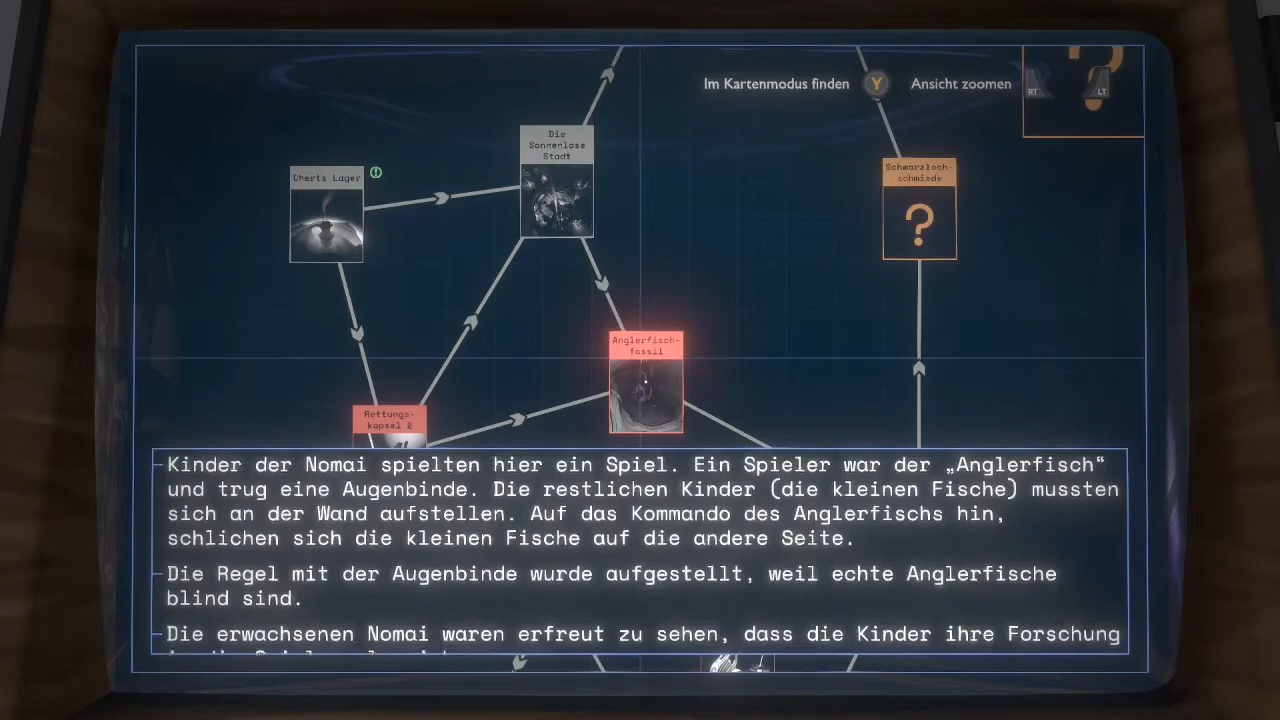 Im Kartenmodus finden Y Ansicht zoomen RT LT
Die
Sonnenlose
Stadt
Cherts Lager
Schwarzloch-
schmiede
?
Anglerfisch-
fossil
Rettungs-
kapsel 2
Kinder der Nomai spielten hier ein Spiel. Ein Spieler war der „Anglerfisch“
und trug eine Augenbinde. Die restlichen Kinder (die kleinen Fische) mussten
sich an der Wand aufstellen. Auf das Kommando des Anglerfischs hin,
schlichen sich die kleinen Fische auf die andere Seite.
Die Regel mit der Augenbinde wurde aufgestellt, weil echte Anglerfische
blind sind.
Die erwachsenen Nomai waren erfreut zu sehen, dass die Kinder ihre Forschung